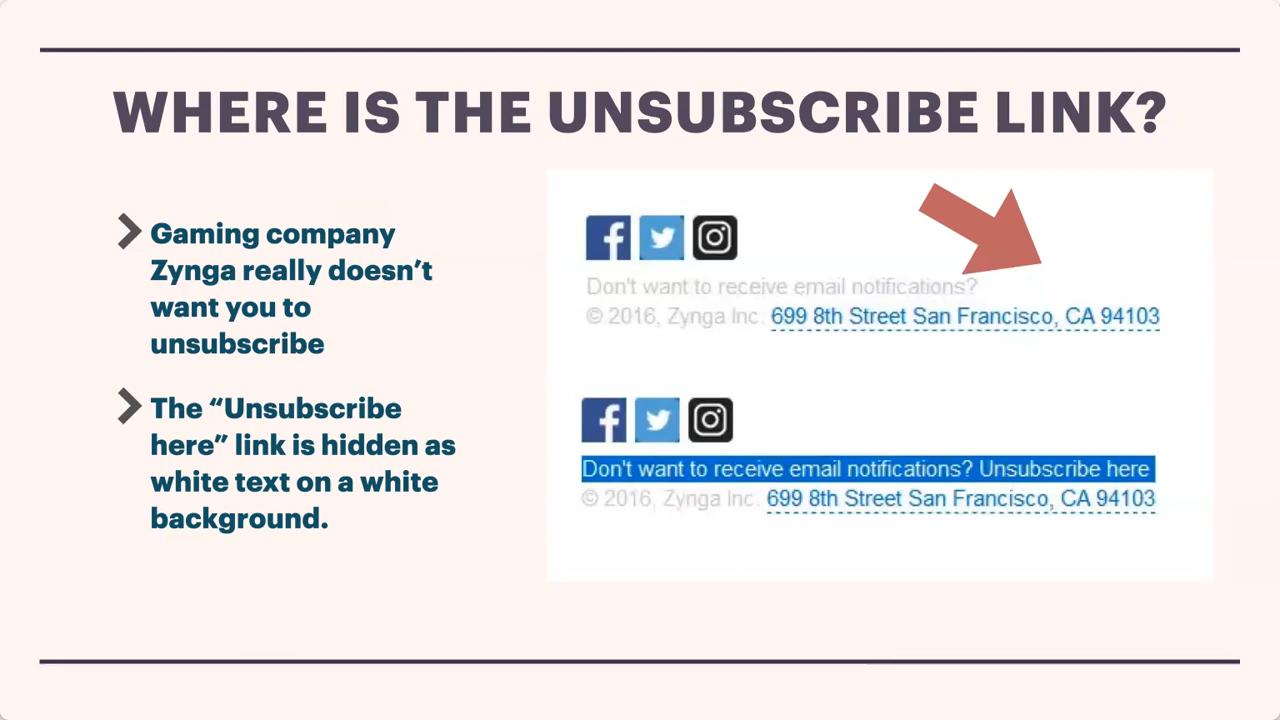 WHERE IS THE UNSUBSCRIBE LINK?
Gaming company
Zynga really doesn’t
want you to
unsubscribe
The “Unsubscribe
here” link is hidden as
white text on a white
background.
Don't want to receive email notifications?
© 2016, Zynga Inc. 699 8th Street San Francisco, CA 94103
Don't want to receive email notifications? Unsubscribe here
© 2016, Zynga Inc. 699 8th Street San Francisco, CA 94103